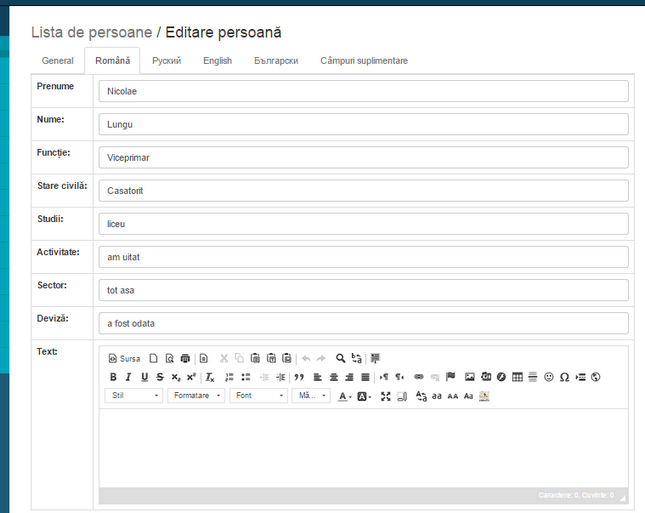 Lista de persoane / Editare persoană
General Română Руский English Български Câmpuri suplimentare
Prenume Nicolae
Nume: Lungu
Funcție: Viceprimar
Stare civilă: Casatorit
Studii: liceu
Activitate: am uitat
Sector: tot asa
Deviză: a fost odata
Text:
Sursa
Stil Formatare Font Mă...
Caractere: 0, Cuvinte: 0